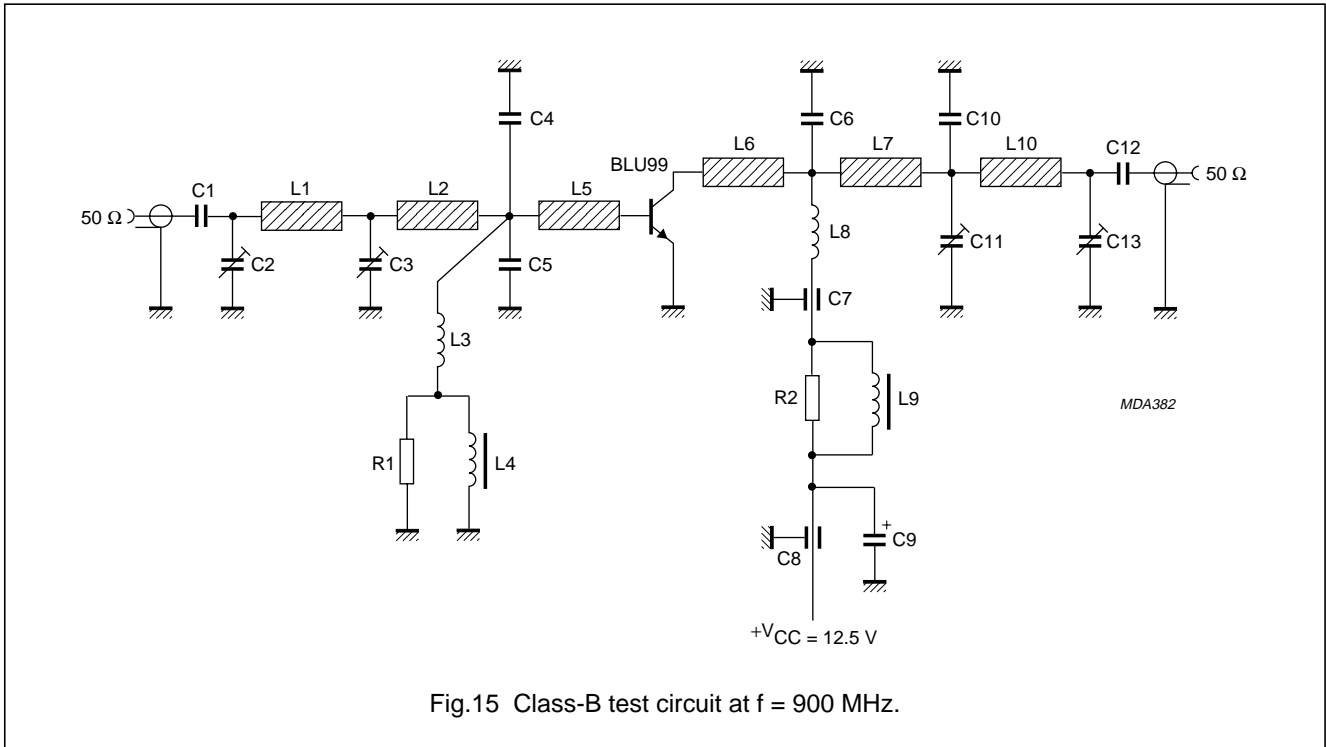 C4
C6
C10
L6
L7
L10
C12
BLU99
50 Ω
C1
L1
L2
L5
50 Ω
L8
C2
C3
C5
C11
C13
C7
L3
R2
L9
MDA382
R1
L4
+
C8
C9
+VCC = 12.5 V
Fig.15 Class-B test circuit at f = 900 MHz.